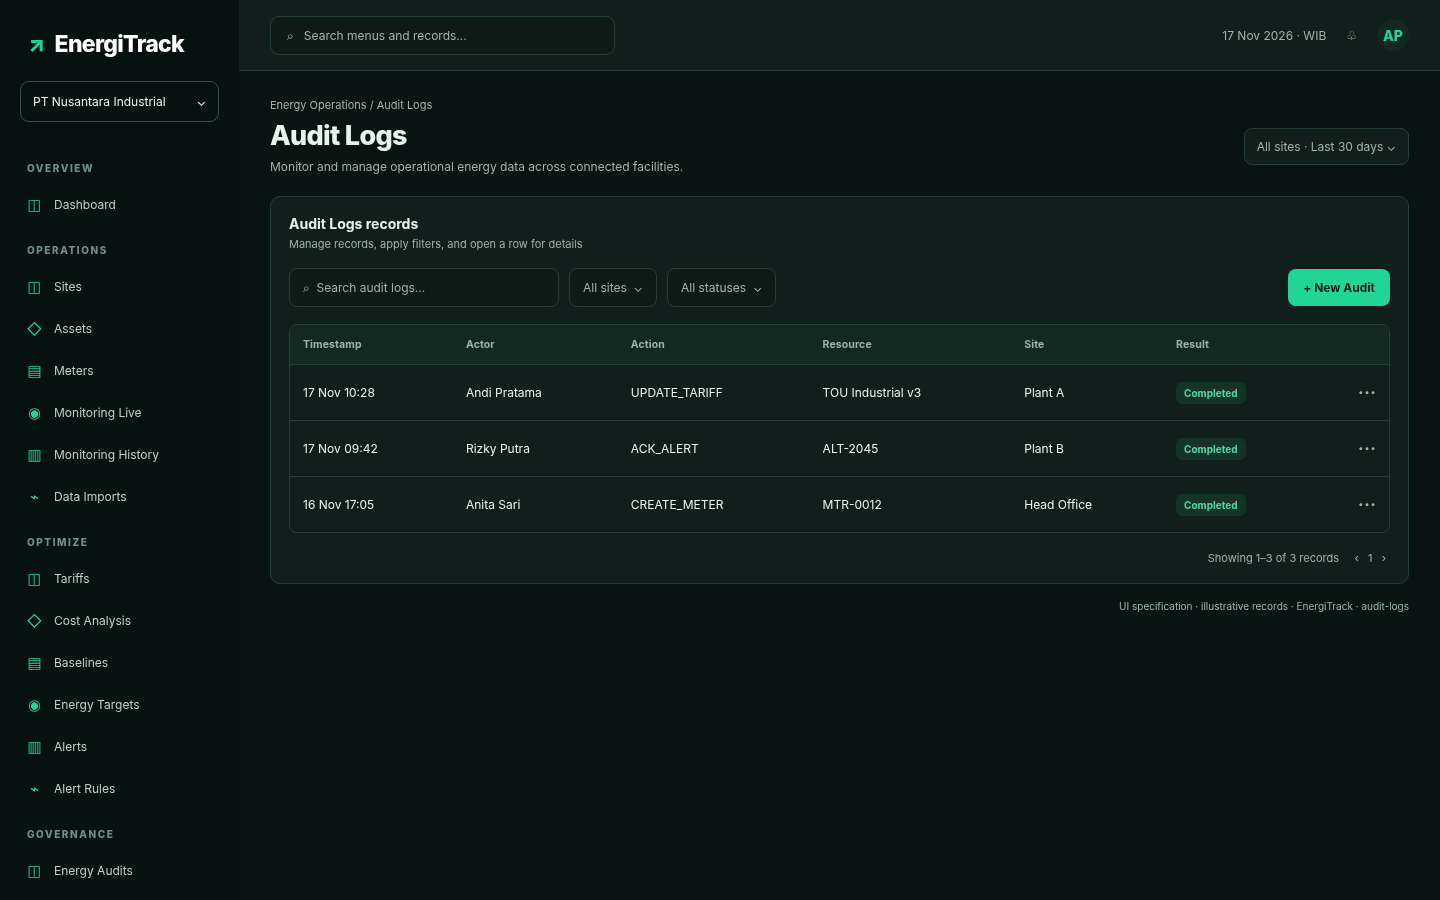 EnergiTrack
PT Nusantara Industrial
OVERVIEW
Dashboard
OPERATIONS
Sites
Assets
Meters
Monitoring Live
Monitoring History
Data Imports
OPTIMIZE
Tariffs
Cost Analysis
Baselines
Energy Targets
Alerts
Alert Rules
GOVERNANCE
Energy Audits
Search menus and records...
17 Nov 2026 · WIB
AP
Energy Operations / Audit Logs
Audit Logs
Monitor and manage operational energy data across connected facilities.
All sites · Last 30 days
Audit Logs records
Manage records, apply filters, and open a row for details
Search audit logs...
All sites
All statuses
+ New Audit
Timestamp Actor Action Resource Site Result
17 Nov 10:28 Andi Pratama UPDATE_TARIFF TOU Industrial v3 Plant A Completed •••
17 Nov 09:42 Rizky Putra ACK_ALERT ALT-2045 Plant B Completed •••
16 Nov 17:05 Anita Sari CREATE_METER MTR-0012 Head Office Completed •••
Showing 1–3 of 3 records ‹ 1 ›
UI specification · illustrative records · EnergiTrack · audit-logs